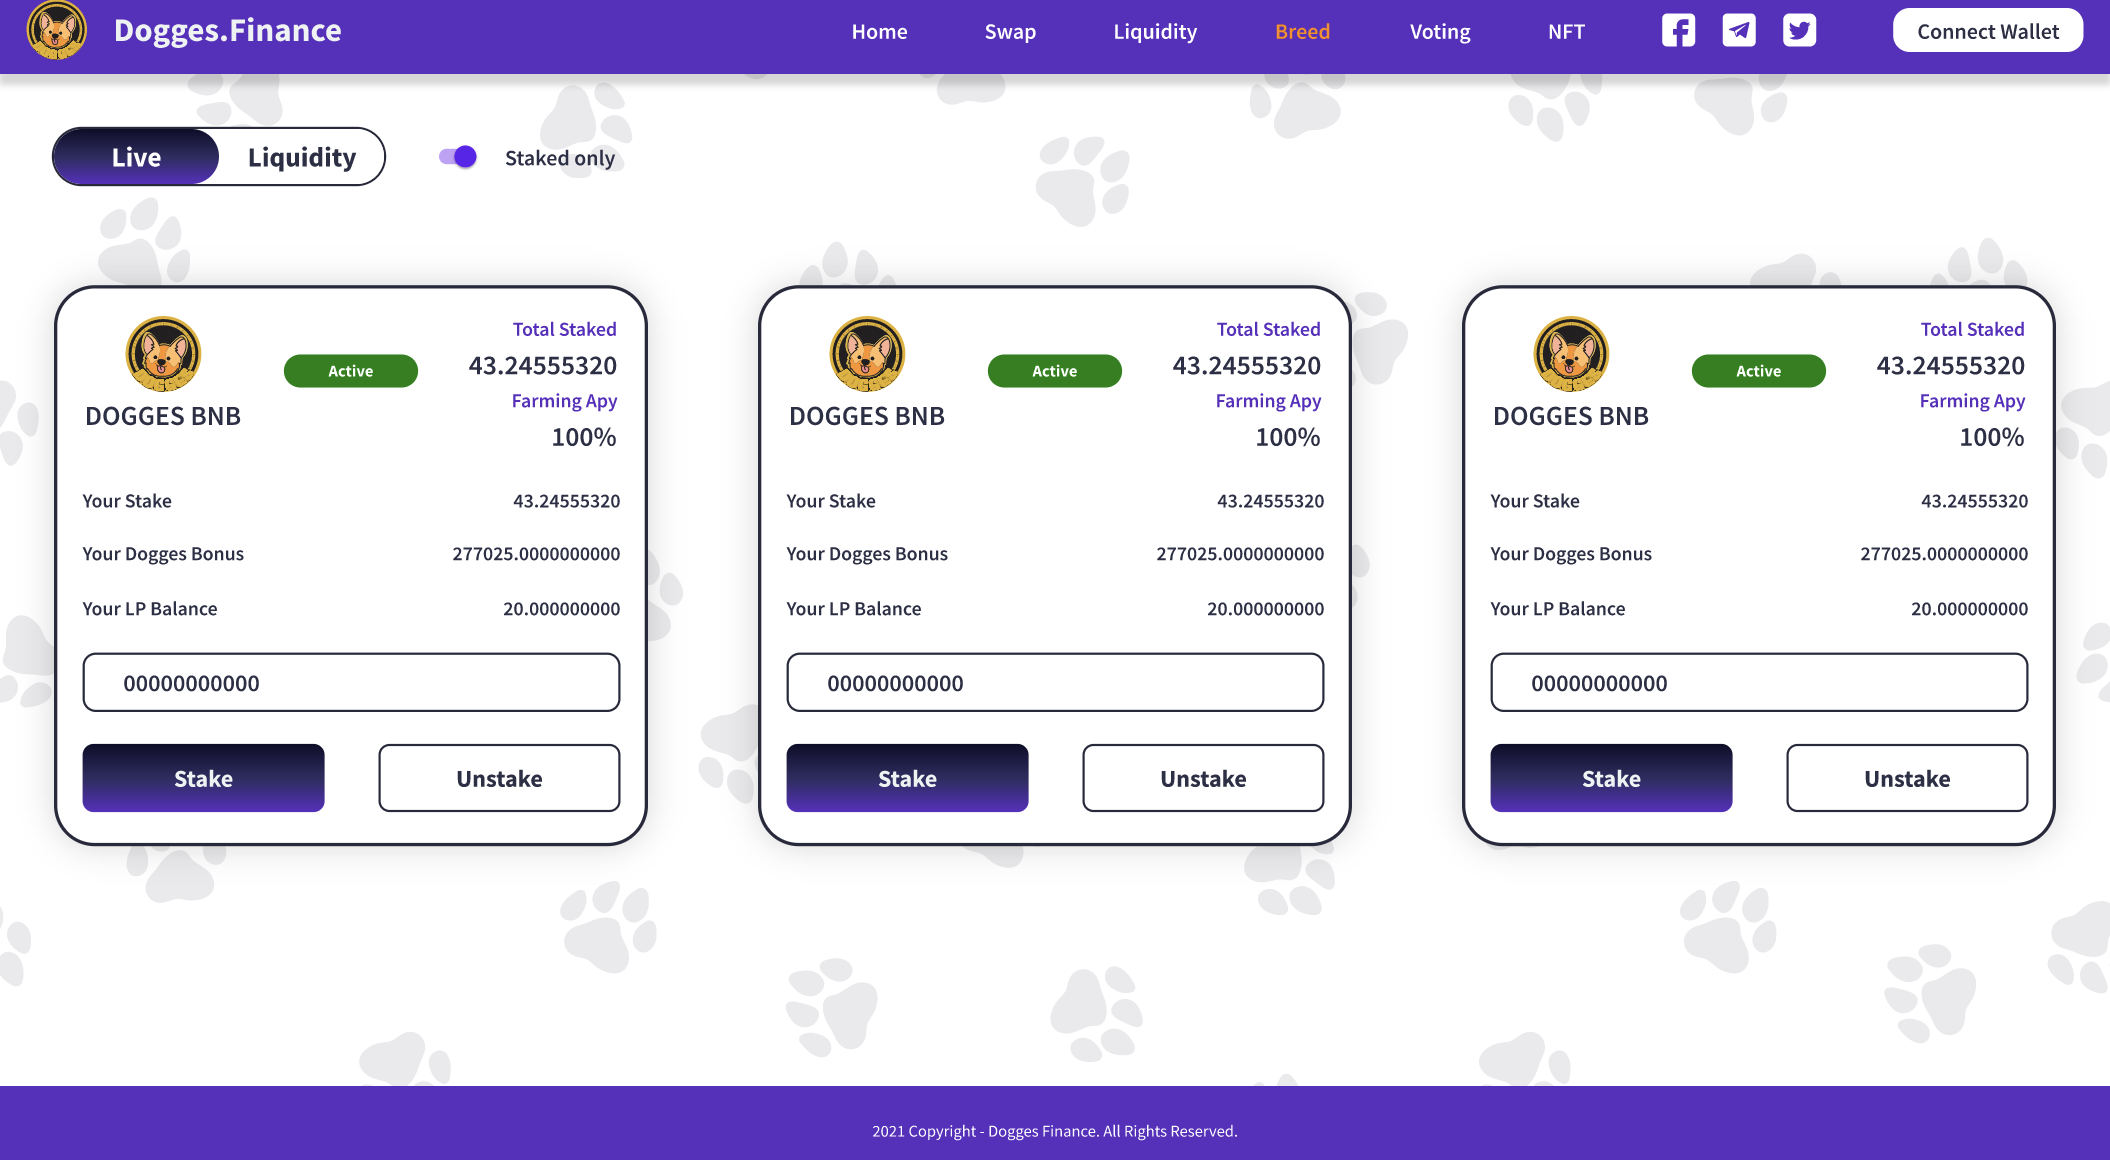 Dogges.Finance
Home Swap Liquidity Breed Voting NFT Connect Wallet
Live Liquidity Staked only
DOGGES
Total Staked
Active
43.24555320
Farming Apy
DOGGES BNB
100%
Your Stake 43.24555320
Your Dogges Bonus 277025.0000000000
Your LP Balance 20.000000000
00000000000
Stake Unstake
DOGGES
Total Staked
Active
43.24555320
Farming Apy
DOGGES BNB
100%
Your Stake 43.24555320
Your Dogges Bonus 277025.0000000000
Your LP Balance 20.000000000
00000000000
Stake Unstake
DOGGES
Total Staked
Active
43.24555320
Farming Apy
DOGGES BNB
100%
Your Stake 43.24555320
Your Dogges Bonus 277025.0000000000
Your LP Balance 20.000000000
00000000000
Stake Unstake
2021 Copyright - Dogges Finance. All Rights Reserved.